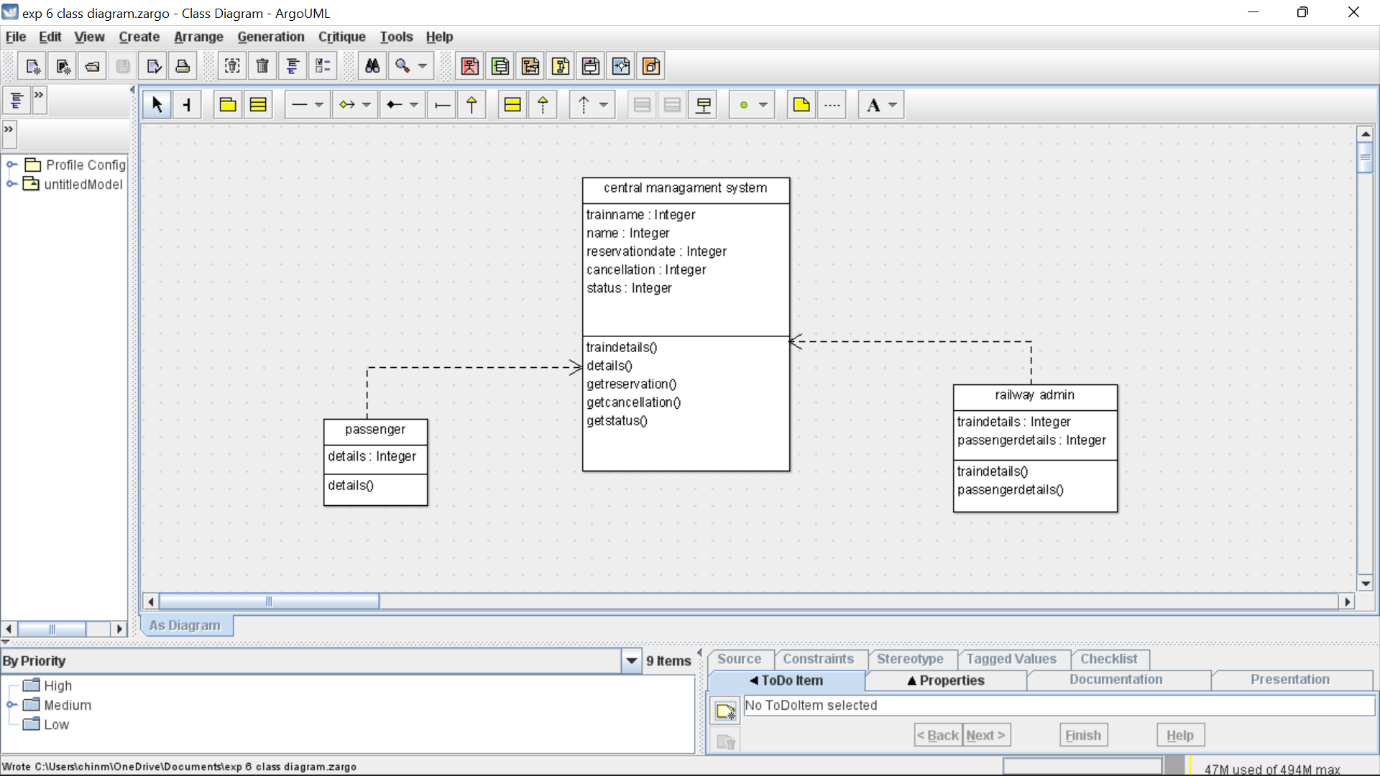 exp 6 class diagram.zargo - Class Diagram - ArgoUML
File Edit View Create Arrange Generation Critique Tools Help
A
Profile Config
untitledModel
central managament system
trainname : Integer
name : Integer
reservationdate : Integer
cancellation : Integer
status : Integer
traindetails()
details()
getreservation()
getcancellation()
getstatus()
passenger
details : Integer
details()
railway admin
traindetails : Integer
passengerdetails : Integer
traindetails()
passengerdetails()
As Diagram
By Priority 9 Items
High
Medium
Low
Source Constraints Stereotype Tagged Values Checklist
ToDo Item Properties Documentation Presentation
No ToDoItem selected
< Back Next > Finish Help
Wrote C:\Users\chinm\OneDrive\Documents\exp 6 class diagram.zargo
47M used of 494M max